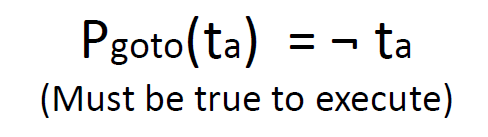 Pgoto(ta) = ¬ ta
(Must be true to execute)